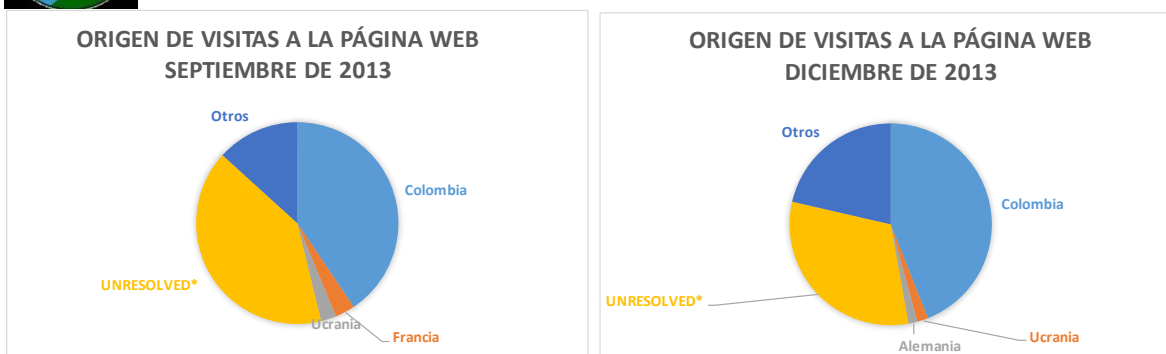 ORIGEN DE VISITAS A LA PÁGINA WEB
SEPTIEMBRE DE 2013
Otros
Colombia
UNRESOLVED*
Ucrania
Francia
ORIGEN DE VISITAS A LA PÁGINA WEB
DICIEMBRE DE 2013
Otros
Colombia
UNRESOLVED*
Ucrania
Alemania